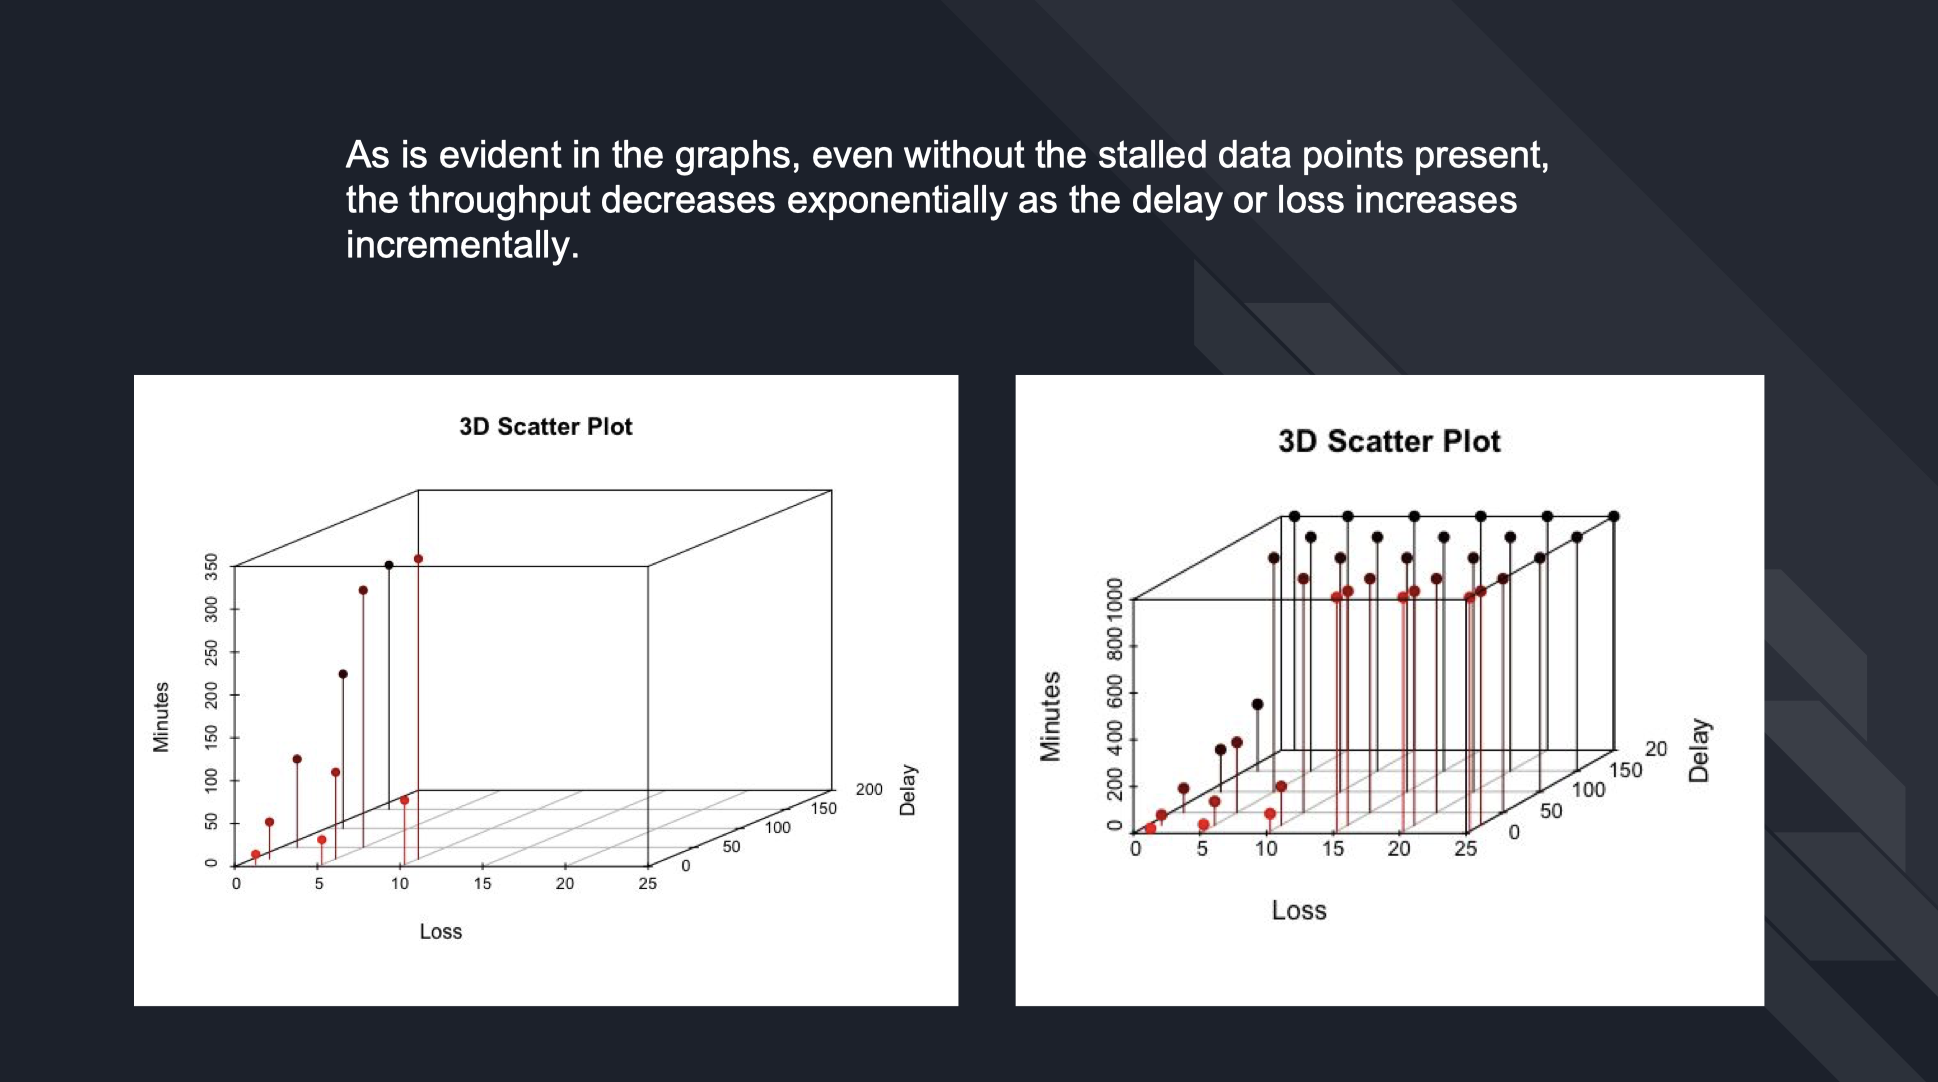 As is evident in the graphs, even without the stalled data points present,
the throughput decreases exponentially as the delay or loss increases
incrementally.
3D Scatter Plot
Minutes
0 50 100 150 200 250 300 350
0 5 10 15 20 25
Loss
0 50 100 150 200
Delay
3D Scatter Plot
Minutes
0 200 400 600 800 1000
0 5 10 15 20 25
Loss
0 50 100 150 20
Delay